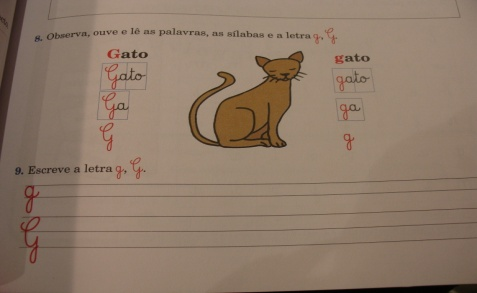 8. Observa, ouve e lê as palavras, as sílabas e a letra g, G.
Gato gato
Gato gato
Ga ga
G g
9. Escreve a letra g, G.
g
G